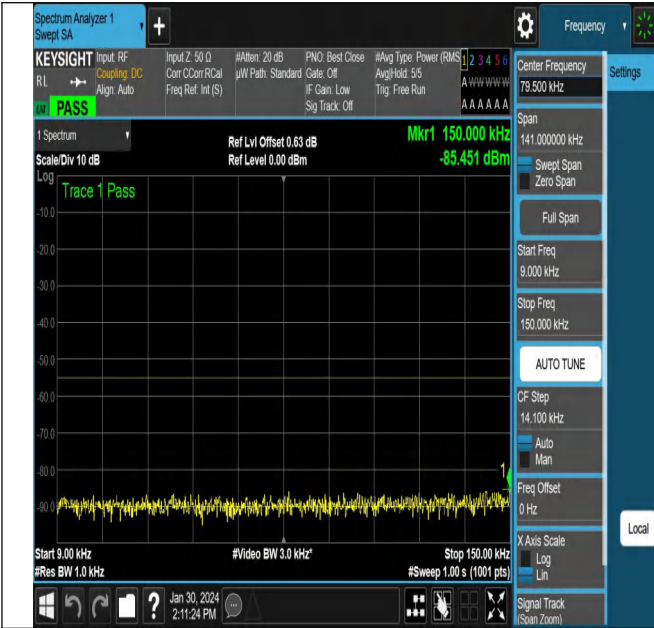 Spectrum Analyzer 1
Swept SA
+
Frequency
KEYSIGHT
Input: RF
Coupling: DC
Align: Auto
Input Z: 50 Ω
Corr CCorr RCal
Freq Ref: Int (S)
#Atten: 20 dB
µW Path: Standard
PNO: Best Close
Gate: Off
IF Gain: Low
Sig Track: Off
#Avg Type: Power (RMS
Avg|Hold: 5/5
Trig: Free Run
1 2 3 4 5 6
A W W W W W
A A A A A A
R L
LXI
PASS
1 Spectrum
Scale/Div 10 dB
Ref Lvl Offset 0.63 dB
Ref Level 0.00 dBm
Mkr1 150.000 kHz
-85.451 dBm
Log
Trace 1 Pass
-10.0
-20.0
-30.0
-40.0
-50.0
-60.0
-70.0
-80.0
-90.0
1
Start 9.00 kHz
#Res BW 1.0 kHz
#Video BW 3.0 kHz*
Stop 150.00 kHz
#Sweep 1.00 s (1001 pts)
?
Jan 30, 2024
2:11:24 PM
Center Frequency
79.500 kHz
Span
141.000000 kHz
Swept Span
Zero Span
Full Span
Start Freq
9.000 kHz
Stop Freq
150.000 kHz
AUTO TUNE
CF Step
14.100 kHz
Auto
Man
Freq Offset
0 Hz
X Axis Scale
Log
Lin
Signal Track
(Span Zoom)
Settings
Local